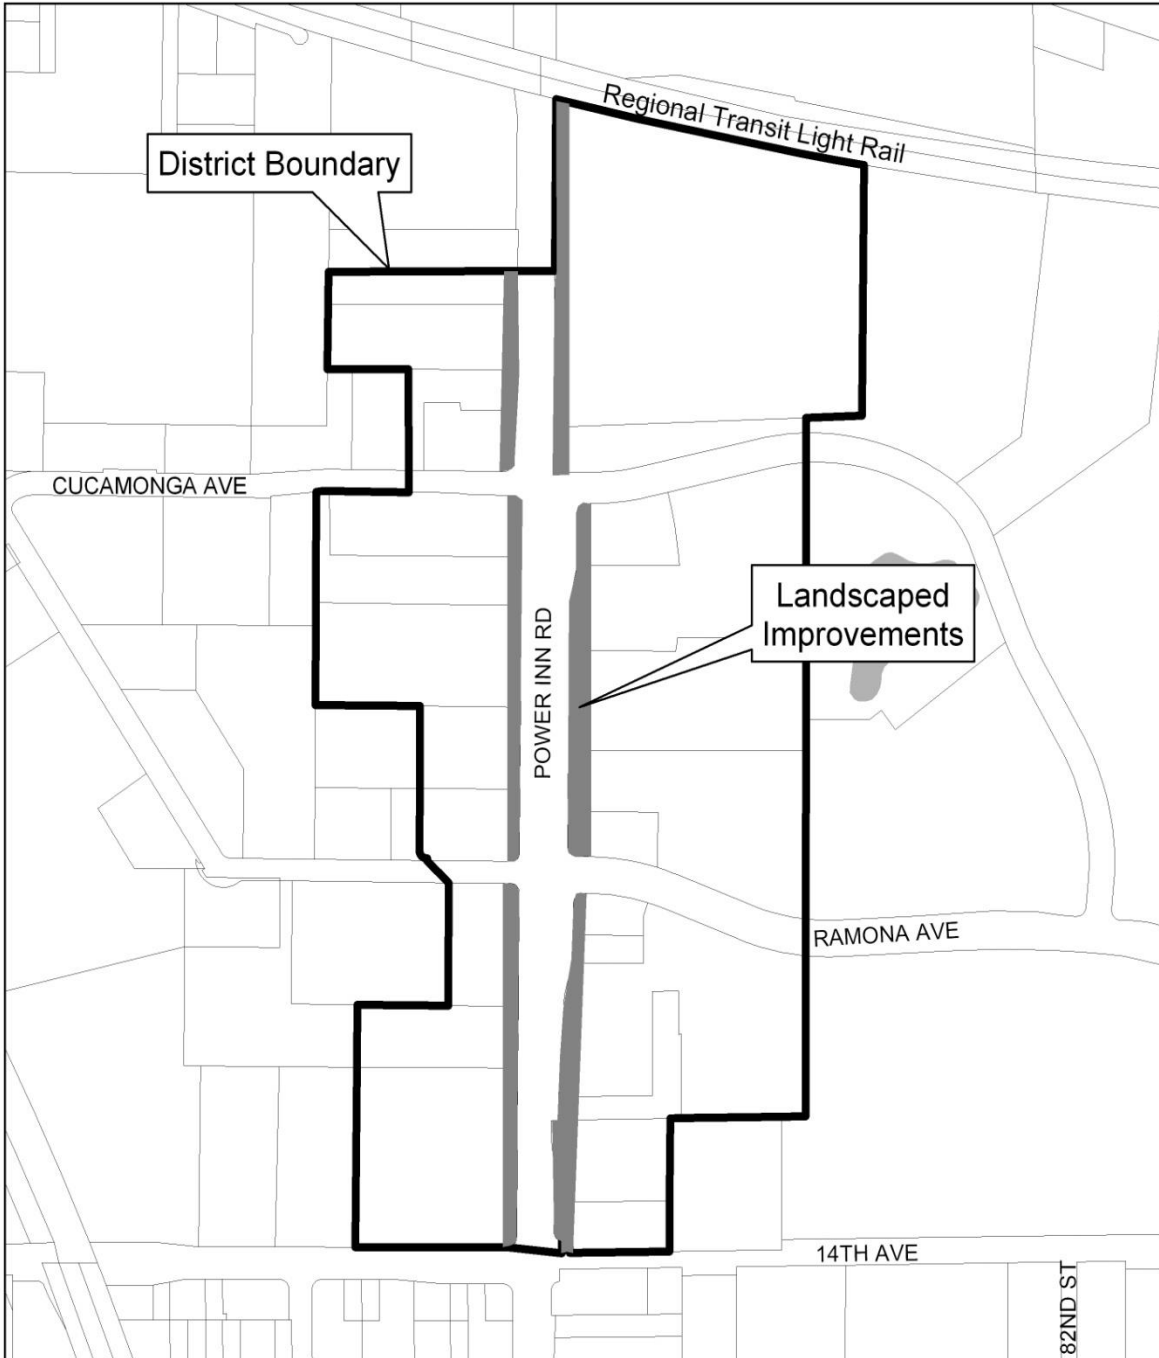 Regional Transit Light Rail
District Boundary
CUCAMONGA AVE
Landscaped
Improvements
POWER INN RD
RAMONA AVE
14TH AVE
82ND ST